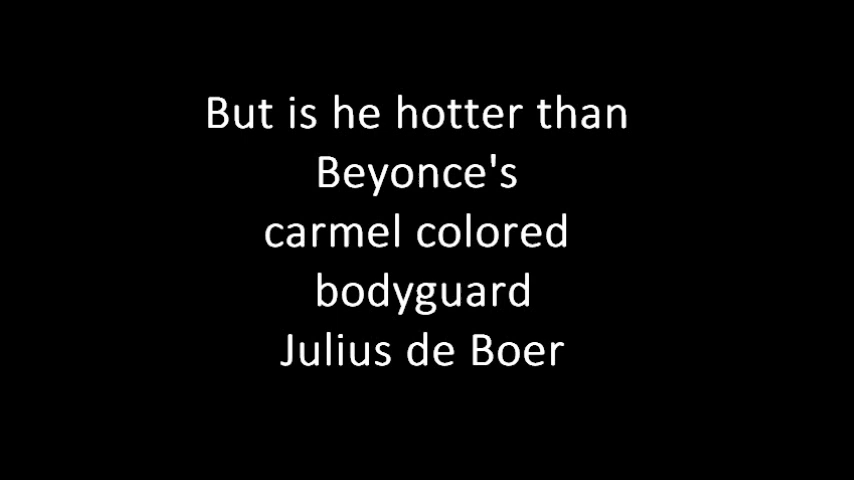 But is he hotter than
Beyonce's
carmel colored
bodyguard
Julius de Boer